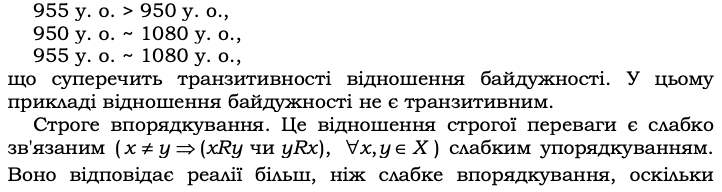 955 у. о. > 950 у. о.,
950 у. о. ~ 1080 у. о.,
955 у. о. ~ 1080 у. о.,
що суперечить транзитивності відношення байдужості. У цьому
прикладі відношення байдужості не є транзитивним.
Строге впорядкування. Це відношення строгої переваги є слабко
зв'язаним ( x ≠ y ⇒ (xRy чи yRx), ∀x, y ∈ X ) слабким упорядкуванням.
Воно відповідає реалії більш, ніж слабке впорядкування, оскільки